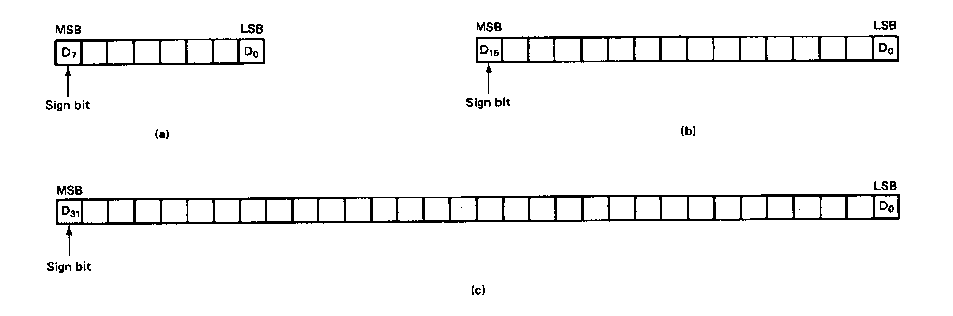 MSB LSB
D7 D0
Sign bit
(a)
MSB LSB
D15 D0
Sign bit
(b)
MSB LSB
D31 D0
Sign bit
(c)